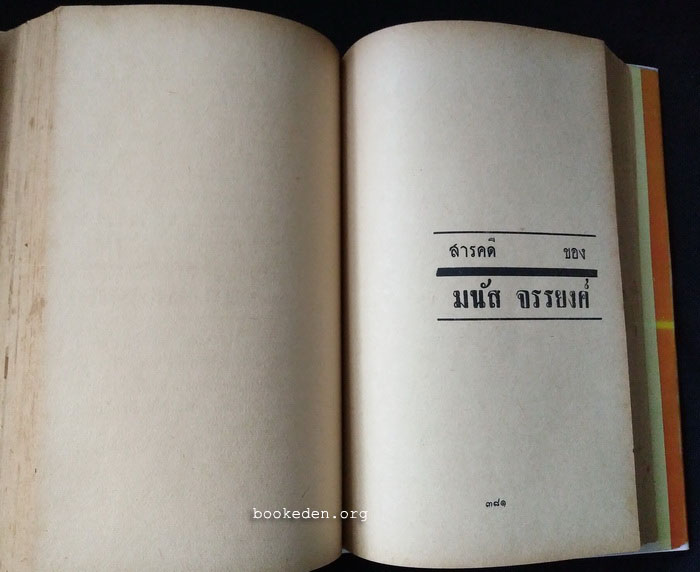 สารคดี ของ
มนัส จรรยงค์
๓๘๑
bookeden.org